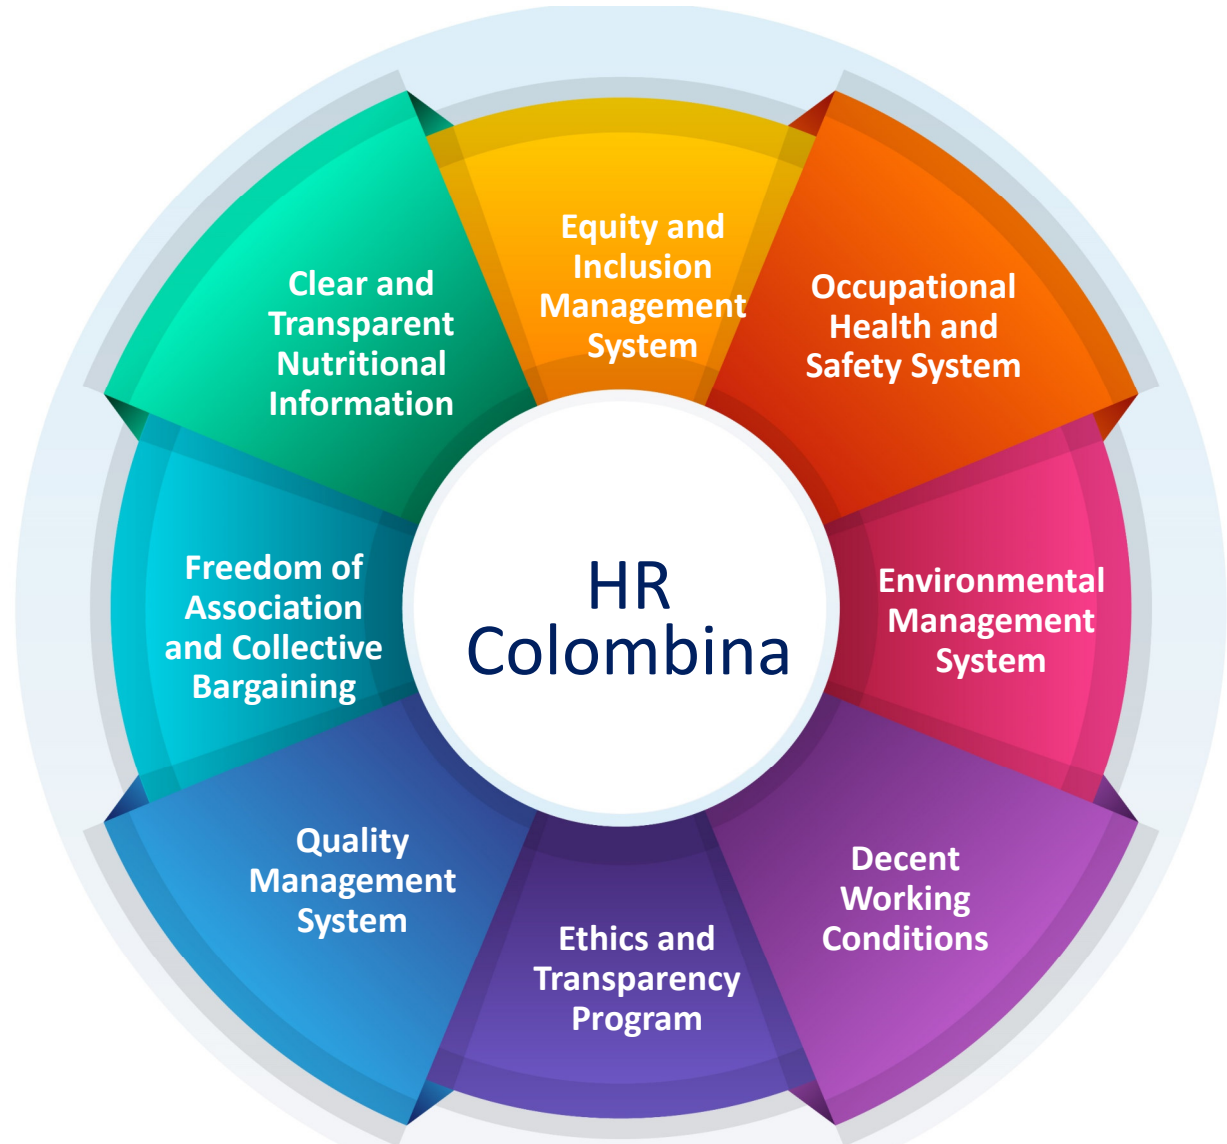 Equity and
Inclusion
Management
System
Occupational
Health and
Safety System
Environmental
Management
System
Decent
Working
Conditions
Ethics and
Transparency
Program
Quality
Management
System
Freedom of
Association
and Collective
Bargaining
Clear and
Transparent
Nutritional
Information
HR
Colombina